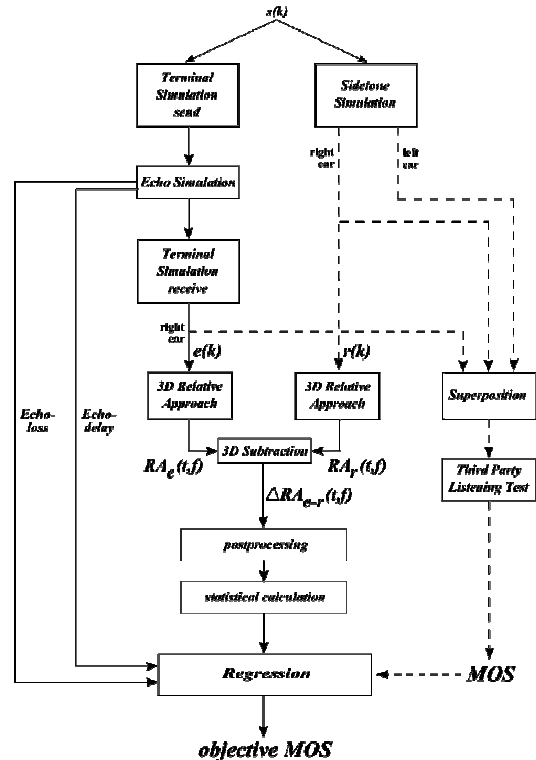 s(k)
Terminal
Simulation
send
Sidetone
Simulation
right
ear
left
ear
Echo Simulation
Terminal
Simulation
receive
right
ear
e(k)
r(k)
3D Relative
Approach
3D Relative
Approach
Superposition
Echo-
loss
Echo-
delay
3D Subtraction
RAe(t,f)
RAr(t,f)
Third Party
Listening Test
△RAe-r(t,f)
postprocessing
statistical calculation
Regression
MOS
objective MOS